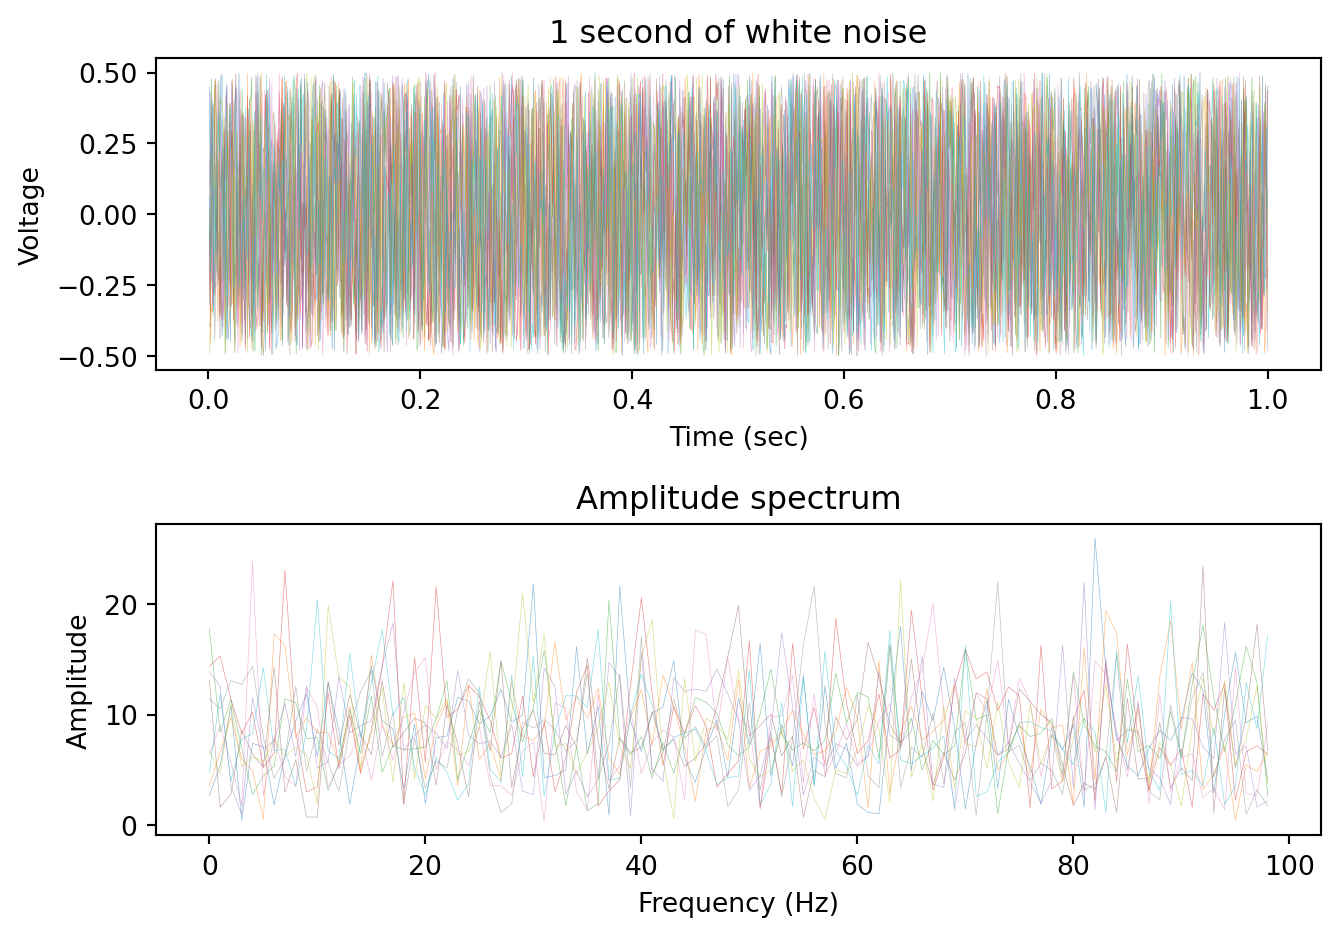 1 second of white noise
0.50
0.25
0.00
−0.25
−0.50
Voltage
0.0 0.2 0.4 0.6 0.8 1.0
Time (sec)
Amplitude spectrum
20
10
0
Amplitude
0 20 40 60 80 100
Frequency (Hz)